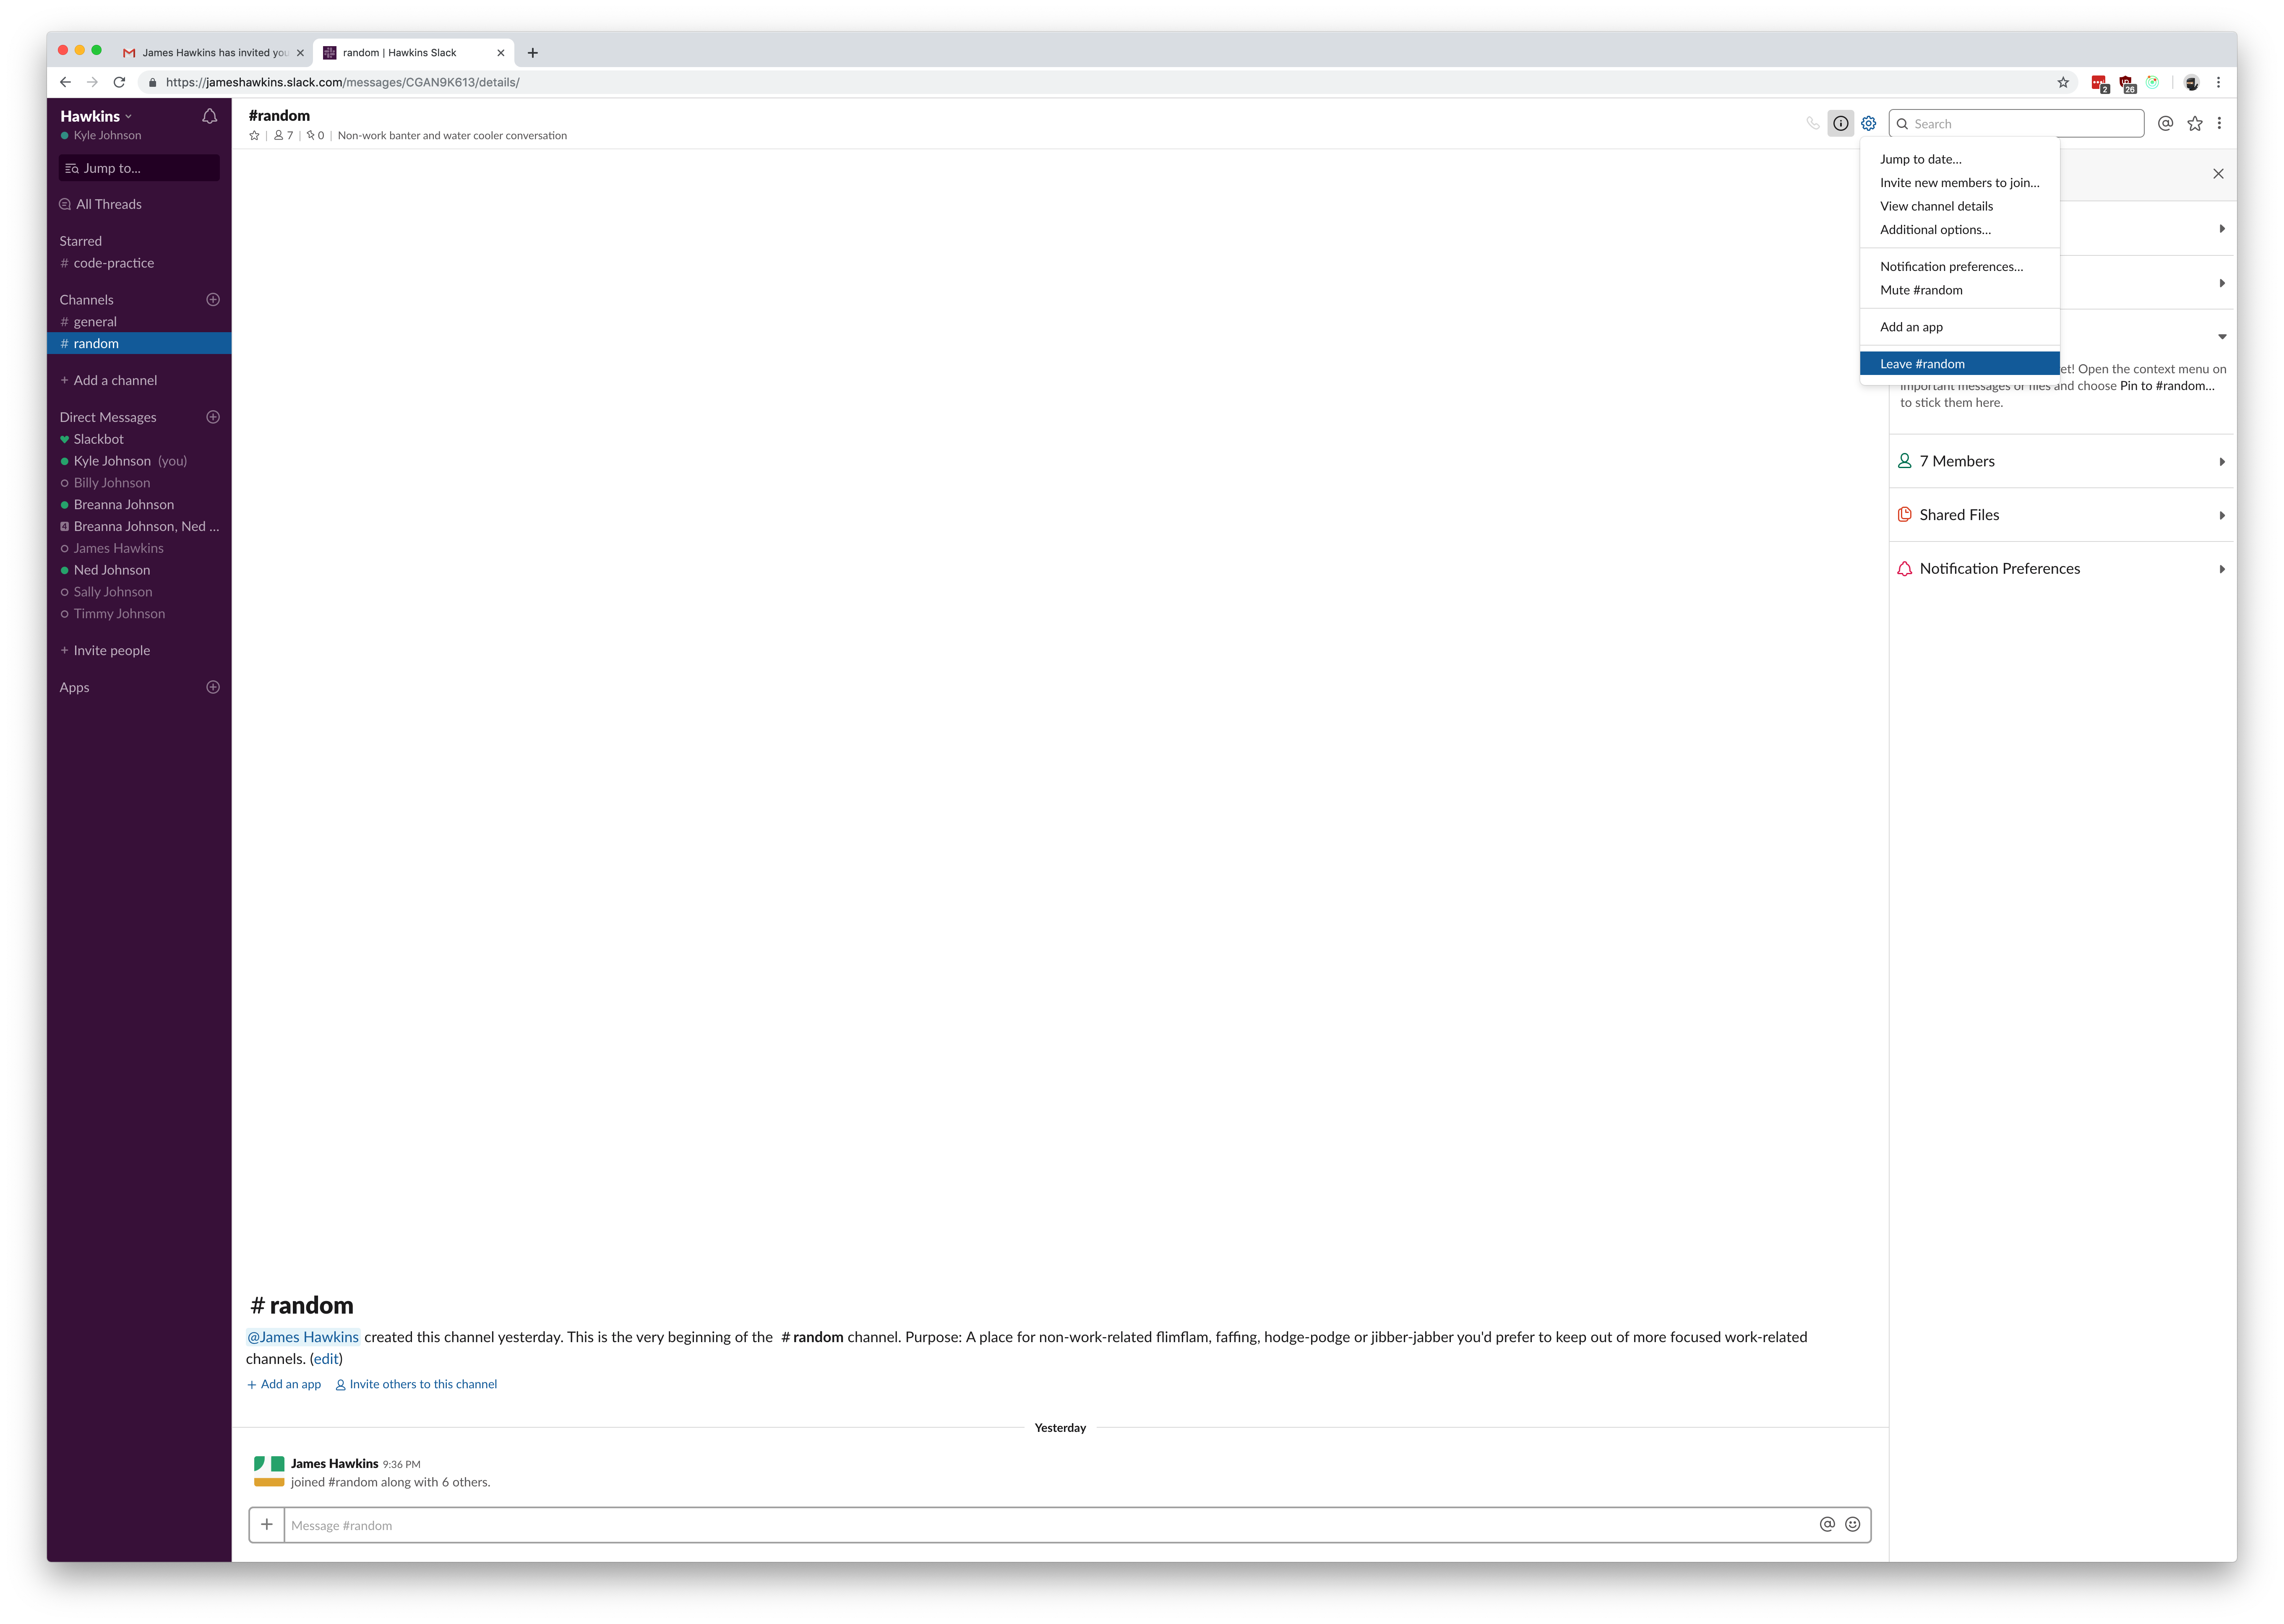 James Hawkins has invited you
random | Hawkins Slack
https://jameshawkins.slack.com/messages/CGAN9K613/details/
2
26
Hawkins
Kyle Johnson
Jump to...
All Threads
Starred
# code-practice
Channels
# general
# random
+ Add a channel
Direct Messages
Slackbot
Kyle Johnson (you)
Billy Johnson
Breanna Johnson
4 Breanna Johnson, Ned ...
James Hawkins
Ned Johnson
Sally Johnson
Timmy Johnson
+ Invite people
Apps
#random
7 | 0 | Non-work banter and water cooler conversation
Search
Jump to date...
Invite new members to join...
View channel details
Additional options...
Notification preferences...
Mute #random
Add an app
Leave #random
et! Open the context menu on
important messages or files and choose Pin to #random...
to stick them here.
7 Members
Shared Files
Notification Preferences
# random
@James Hawkins created this channel yesterday. This is the very beginning of the # random channel. Purpose: A place for non-work-related flimflam, faffing, hodge-podge or jibber-jabber you'd prefer to keep out of more focused work-related
channels. (edit)
+ Add an app Invite others to this channel
Yesterday
James Hawkins 9:36 PM
joined #random along with 6 others.
+ Message #random